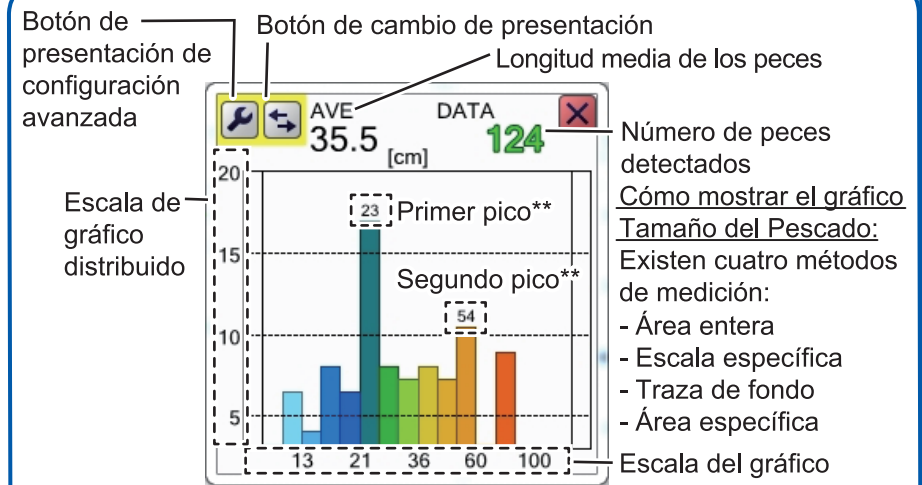 Botón de
presentación de
configuración
avanzada
Botón de cambio de presentación
Longitud media de los peces
AVE
35.5
[cm]
DATA
124
Número de peces
detectados
Cómo mostrar el gráfico
Tamaño del Pescado:
Existen cuatro métodos
de medición:
- Área entera
- Escala específica
- Traza de fondo
- Área específica
Escala de
gráfico
distribuido
20
15
10
5
23
Primer pico**
Segundo pico**
54
13 21 36 60 100
Escala del gráfico